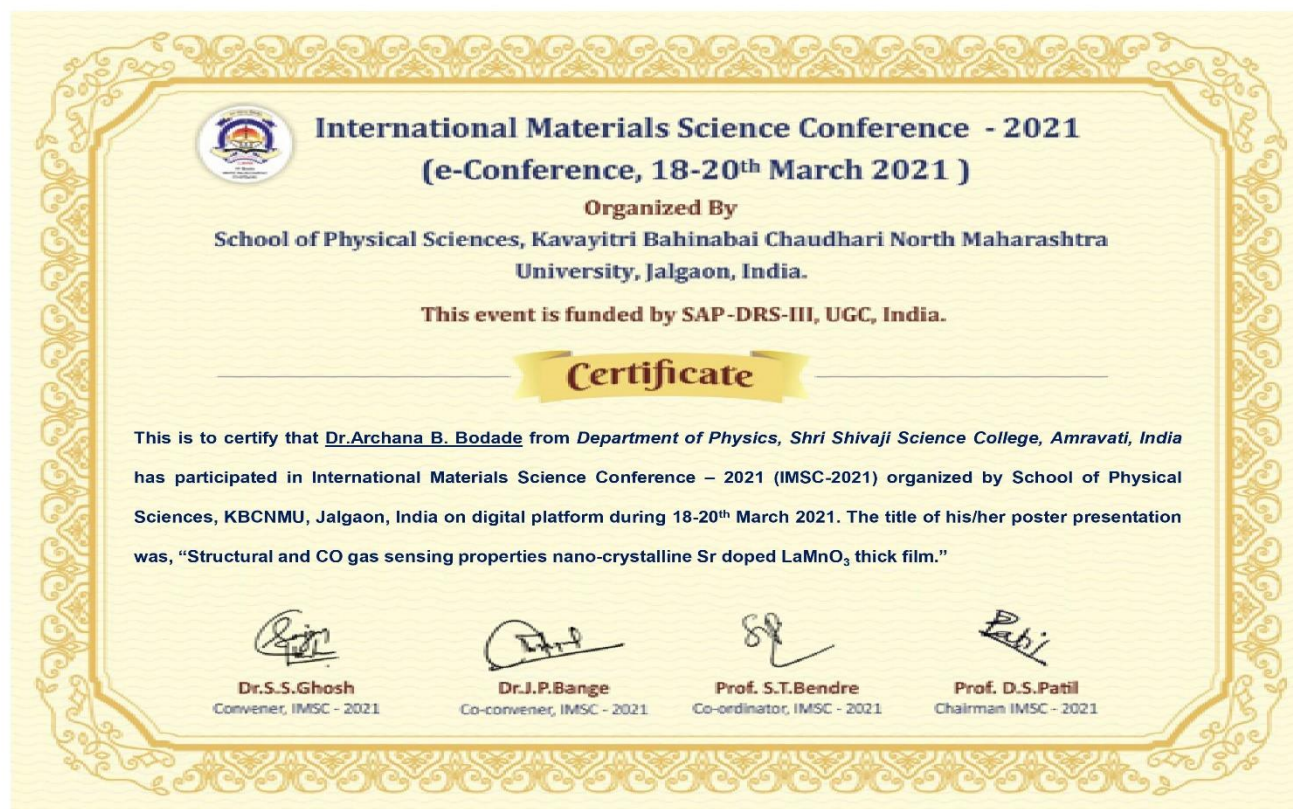 International Materials Science Conference - 2021
(e-Conference, 18-20th March 2021 )
Organized By
School of Physical Sciences, Kavayitri Bahinabai Chaudhari North Maharashtra
University, Jalgaon, India.
This event is funded by SAP-DRS-III, UGC, India.
Certificate
This is to certify that Dr.Archana B. Bodade from Department of Physics, Shri Shivaji Science College, Amravati, India
has participated in International Materials Science Conference – 2021 (IMSC-2021) organized by School of Physical
Sciences, KBCNMU, Jalgaon, India on digital platform during 18-20th March 2021. The title of his/her poster presentation
was, “Structural and CO gas sensing properties nano-crystalline Sr doped LaMnO₃ thick film.”
Patil
Dr.S.S.Ghosh
Convener, IMSC - 2021
Dr.J.P.Bange
Co-convener, IMSC - 2021
Prof. S.T.Bendre
Co-ordinator, IMSC - 2021
Prof. D.S.Patil
Chairman IMSC - 2021